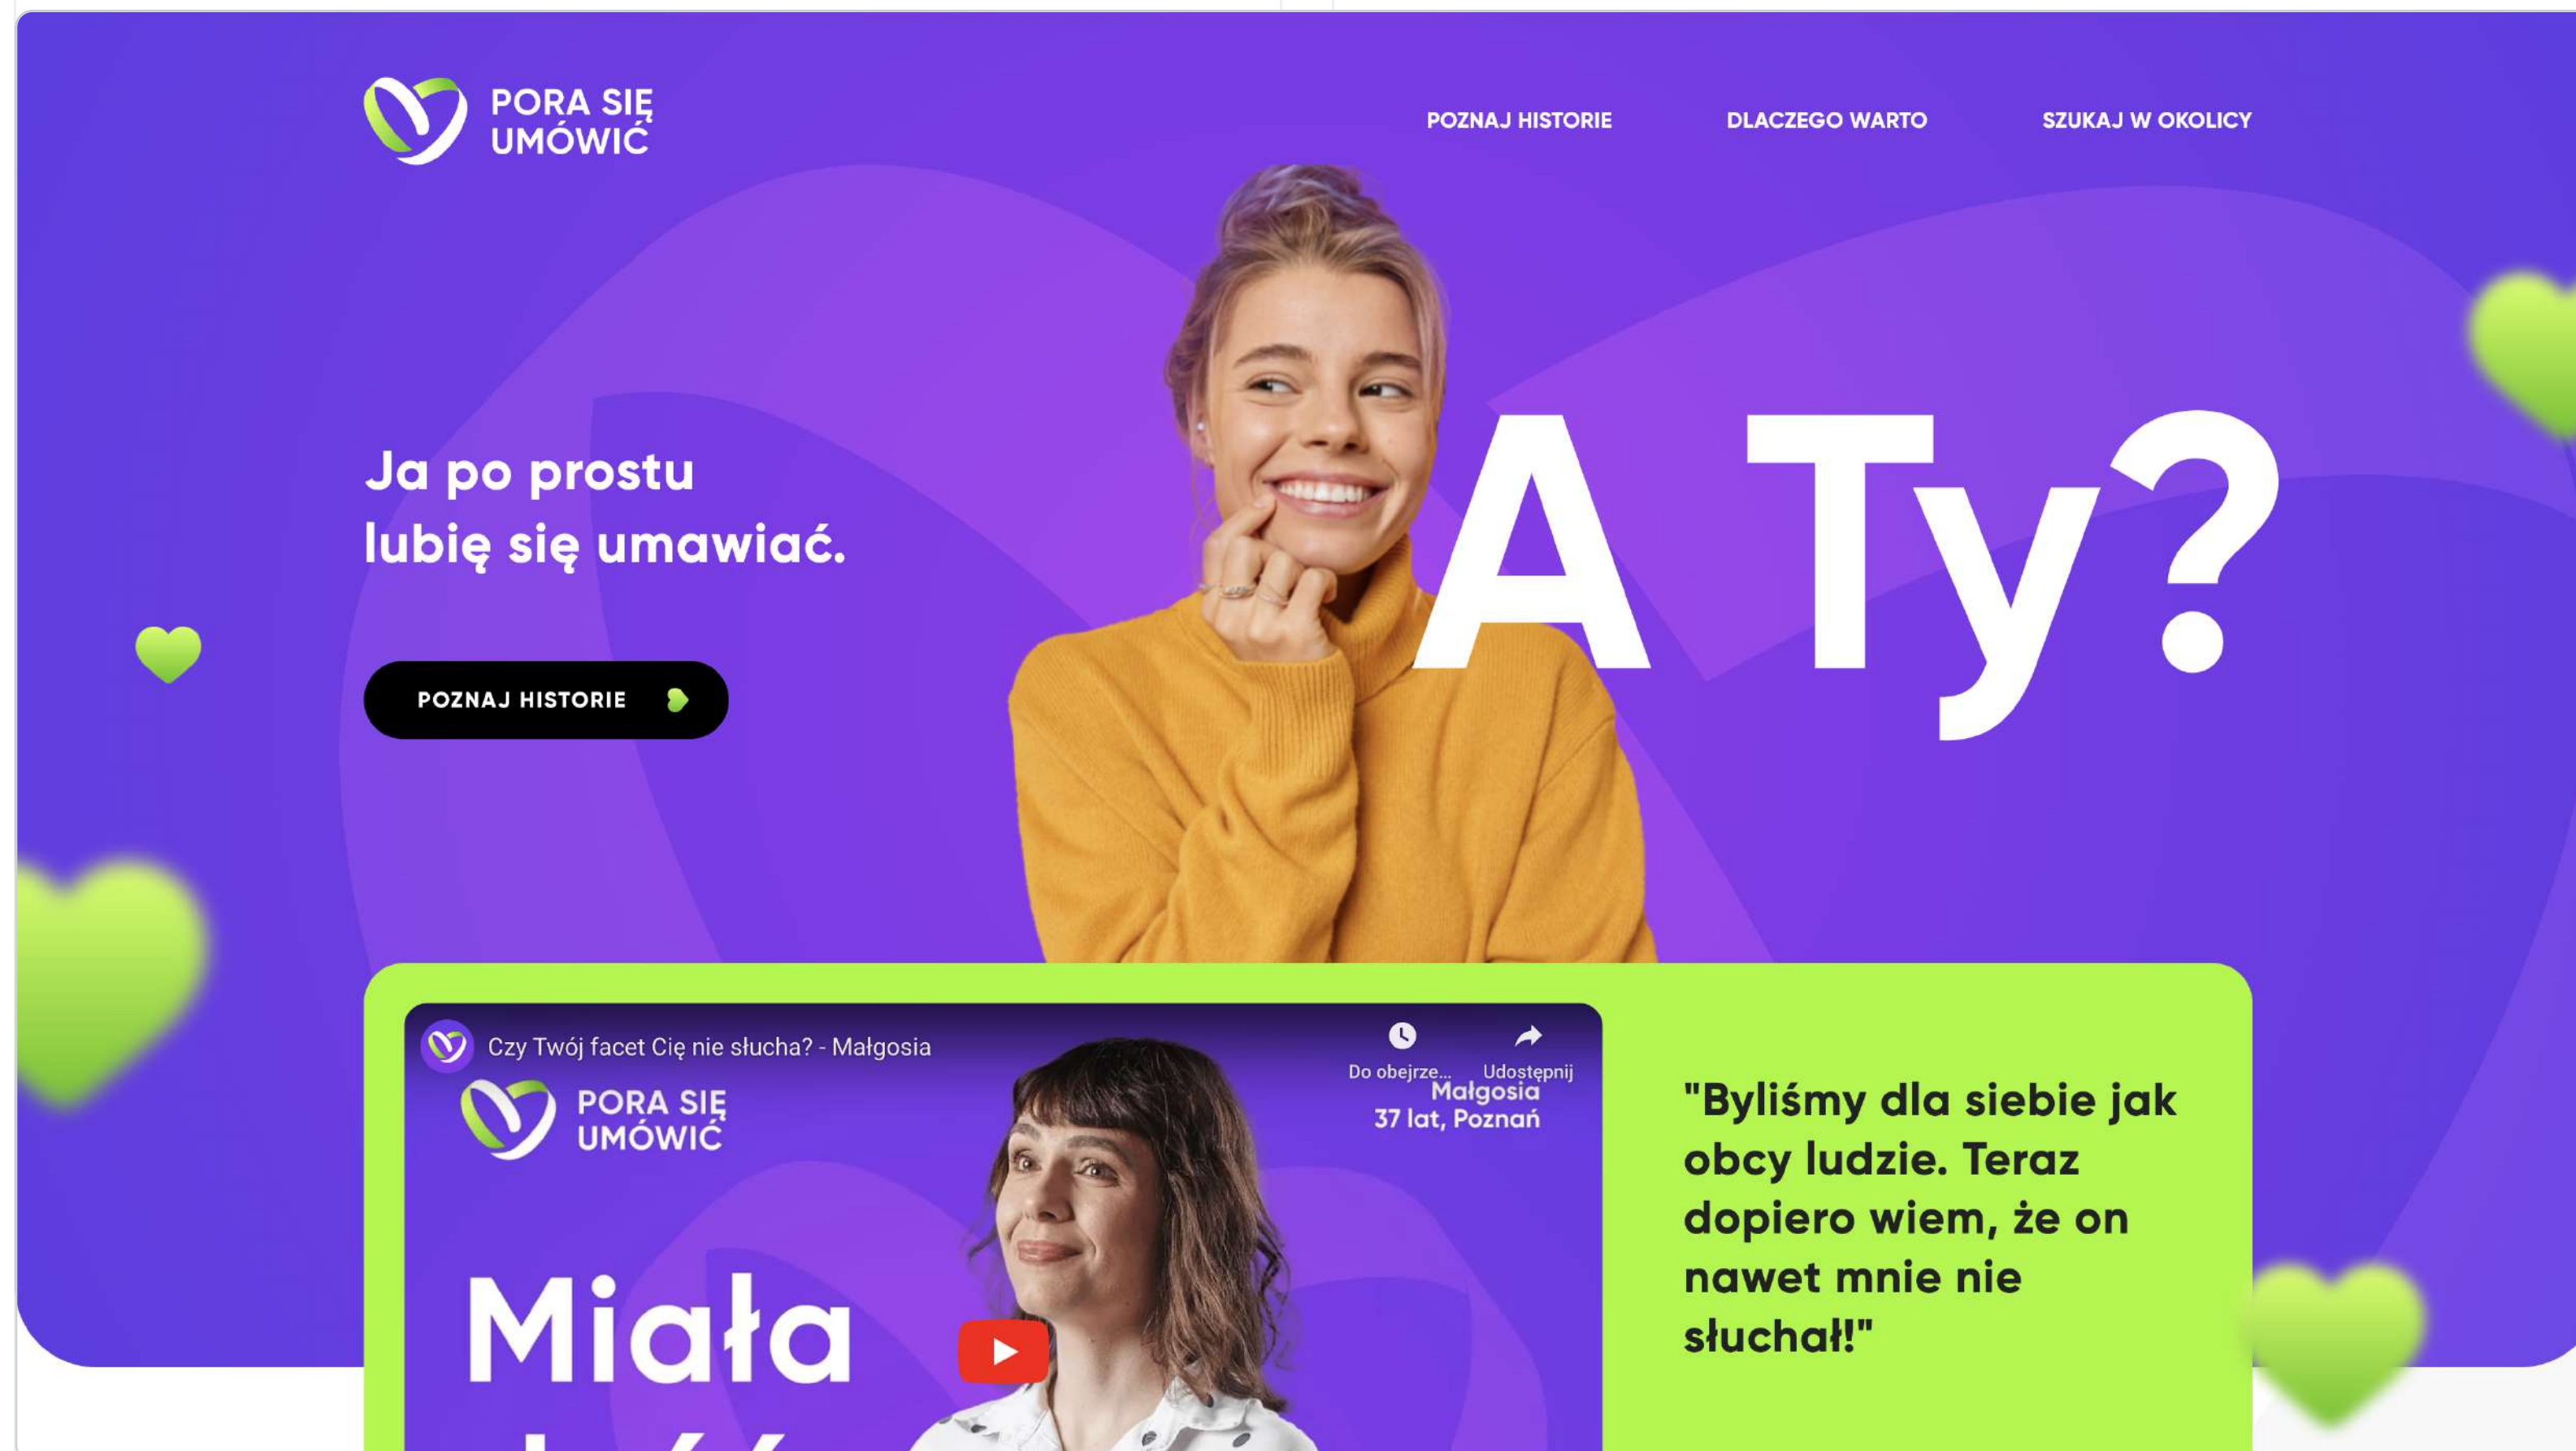 PORA SIĘ
UMÓWIĆ
POZNAJ HISTORIE
DLACZEGO WARTO
SZUKAJ W OKOLICY
Ja po prostu
lubię się umawiać.
A Ty?
POZNAJ HISTORIE
Czy Twój facet Cię nie słucha? - Małgosia
Do obejrze...
Udostępnij
PORA SIĘ
UMÓWIĆ
Małgosia
37 lat, Poznań
Miała
"Byliśmy dla siebie jak
obcy ludzie. Teraz
dopiero wiem, że on
nawet mnie nie
słuchał!"